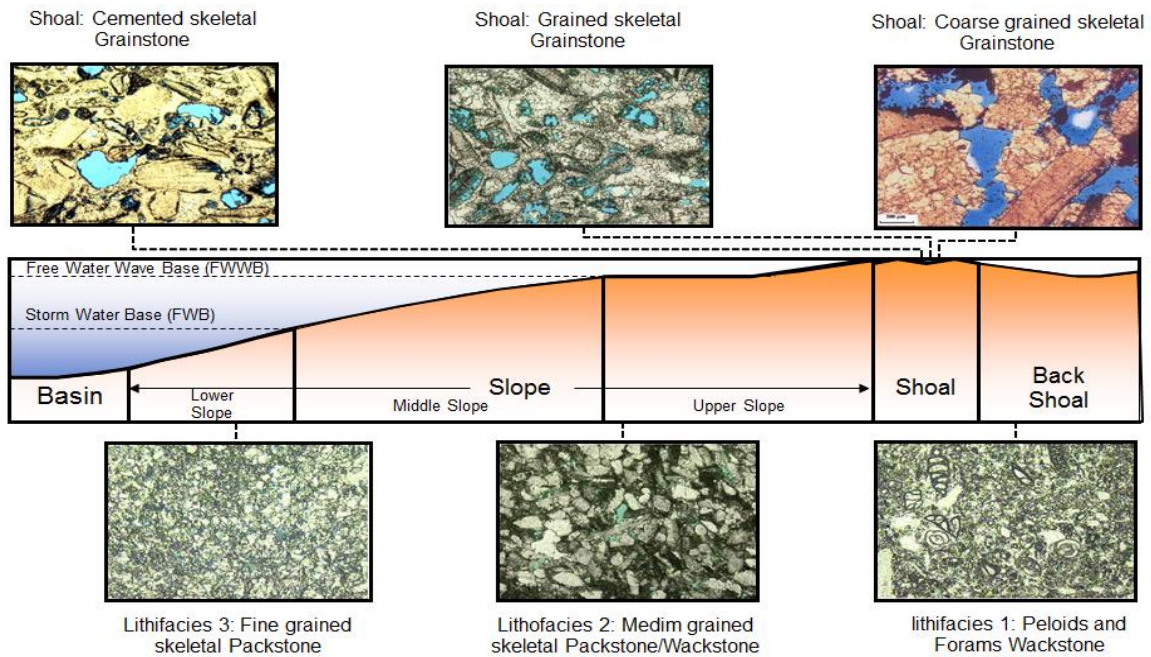 Shoal: Cemented skeletal
Grainstone
Shoal: Grained skeletal
Grainstone
Shoal: Coarse grained skeletal
Grainstone
Free Water Wave Base (FWWB)
Storm Water Base (FWB)
Basin
Lower
Slope
Slope
Middle Slope
Upper Slope
Shoal
Back
Shoal
Lithifacies 3: Fine grained
skeletal Packstone
Lithofacies 2: Medim grained
skeletal Packstone/Wackstone
lithifacies 1: Peloids and
Forams Wackstone